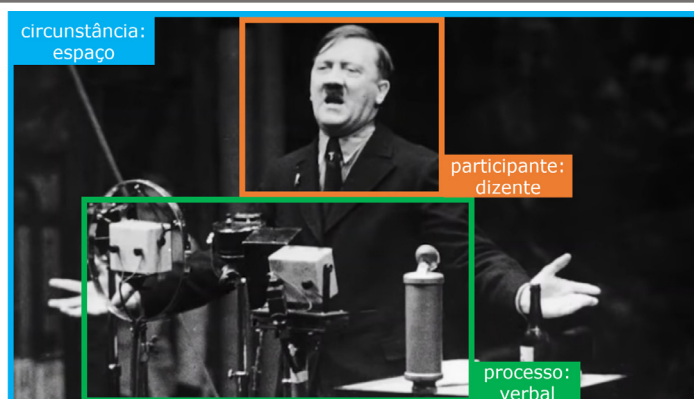 circunstância:
espaço
participante:
dizente
processo:
verbal